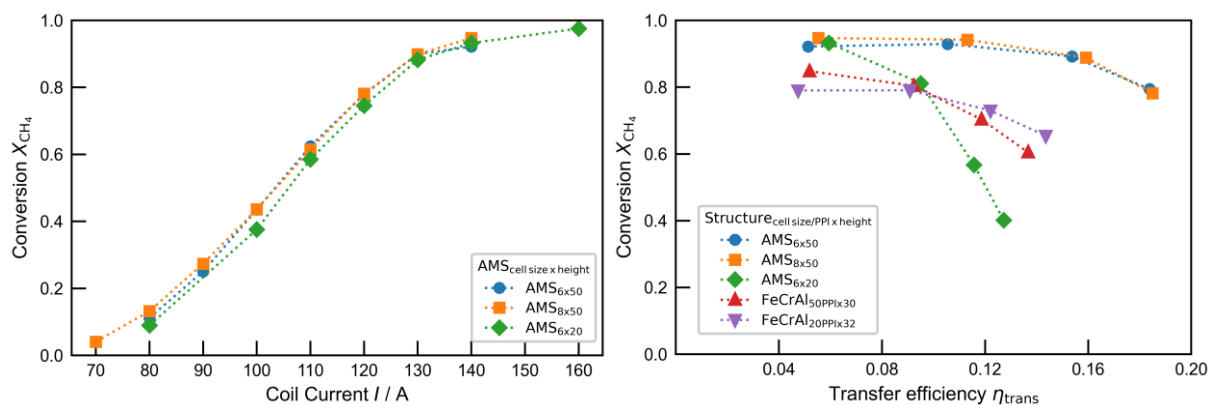 1.0
0.8
0.6
0.4
0.2
0.0
Conversion X_CH4
70 80 90 100 110 120 130 140 150 160
Coil Current I / A
AMS_cell size x height
AMS_6x50
AMS_8x50
AMS_6x20
1.0
0.8
0.6
0.4
0.2
0.0
Conversion X_CH4
0.04 0.08 0.12 0.16 0.20
Transfer efficiency η_trans
Structure_cell size/PPI x height
AMS_6x50
AMS_8x50
AMS_6x20
FeCrAl_50PPIx30
FeCrAl_20PPIx32